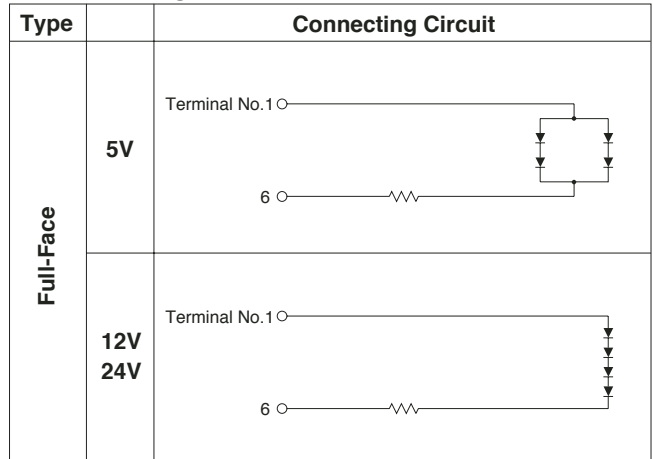 Type
Connecting Circuit
Full-Face
5V
Terminal No.1
6
12V
24V
Terminal No.1
6